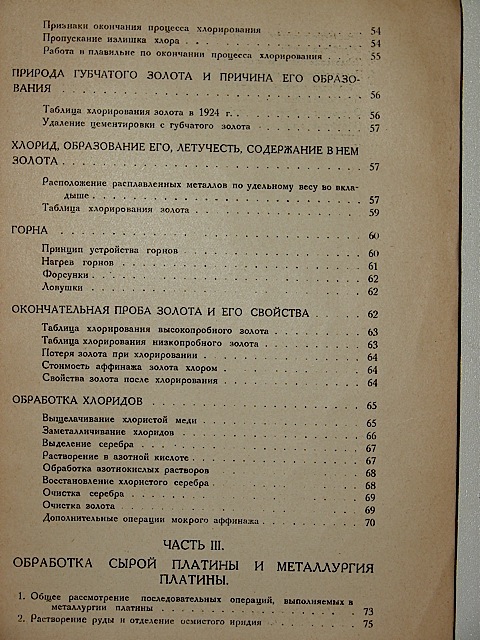 Признаки окончания процесса хлорирования . . . . . . . 54
Пропускание излишка хлора . . . . . . . . . . . . . 54
Работа в плавильне по окончании процесса хлорирования . . . . 55
ПРИРОДА ГУБЧАТОГО ЗОЛОТА И ПРИЧИНА ЕГО ОБРАЗО-
ВАНИЯ . . . . . . . . . . . . . . . . . . . 56
Таблица хлорирования золота в 1924 г. . . . . . . . . . 56
Удаление цементировки с губчатого золота . . . . . . . . 57
ХЛОРИД, ОБРАЗОВАНИЕ ЕГО, ЛЕТУЧЕСТЬ, СОДЕРЖАНИЕ В НЕМ
ЗОЛОТА . . . . . . . . . . . . . . . . . . . 57
Расположение расплавленных металлов по удельному весу во вкла-
дыше . . . . . . . . . . . . . . . . . . . 57
Таблица хлорирования золота . . . . . . . . . . . . 59
ГОРНА . . . . . . . . . . . . . . . . . . . . 60
Принцип устройства горнов . . . . . . . . . . . . . 60
Нагрев горнов . . . . . . . . . . . . . . . . . 61
Форсунки . . . . . . . . . . . . . . . . . . . 62
Ловушки . . . . . . . . . . . . . . . . . . . 62
ОКОНЧАТЕЛЬНАЯ ПРОБА ЗОЛОТА И ЕГО СВОЙСТВА . . . . . 62
Таблица хлорирования высокопробного золота . . . . . . . 63
Таблица хлорирования низкопробного золота . . . . . . . . 63
Потеря золота при хлорировании . . . . . . . . . . . 64
Стоимость аффинажа золота хлором . . . . . . . . . . 64
Свойства золота после хлорирования . . . . . . . . . . 64
ОБРАБОТКА ХЛОРИДОВ . . . . . . . . . . . . . . 65
Выщелачивание хлористой меди . . . . . . . . . . . . 65
Заметалличивание хлоридов . . . . . . . . . . . . . 66
Выделение серебра . . . . . . . . . . . . . . . . 67
Растворение в азотной кислоте . . . . . . . . . . . . 67
Обработка азотнокислых растворов . . . . . . . . . . 68
Восстановление хлористого серебра . . . . . . . . . . . 68
Очистка серебра . . . . . . . . . . . . . . . . . 69
Очистка золота . . . . . . . . . . . . . . . . . 69
Дополнительные операции мокрого аффинажа . . . . . . . . 70
ЧАСТЬ III.
ОБРАБОТКА СЫРОЙ ПЛАТИНЫ И МЕТАЛЛУРГИЯ
ПЛАТИНЫ.
1. Общее рассмотрение последовательных операций, выполняемых в
металлургии платины . . . . . . . . . . . . . . 73
2. Растворение руды и отделение осмистого иридия . . . . . . 75